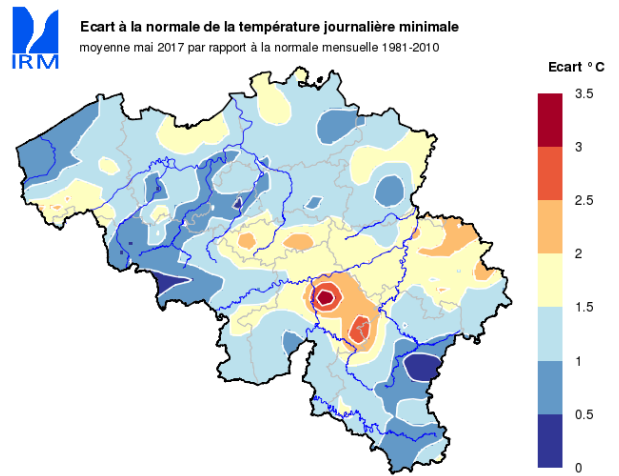 Ecart à la normale de la température journalière minimale
moyenne mai 2017 par rapport à la normale mensuelle 1981-2010
IRM
Ecart ° C
3.5
3
2.5
2
1.5
1
0.5
0